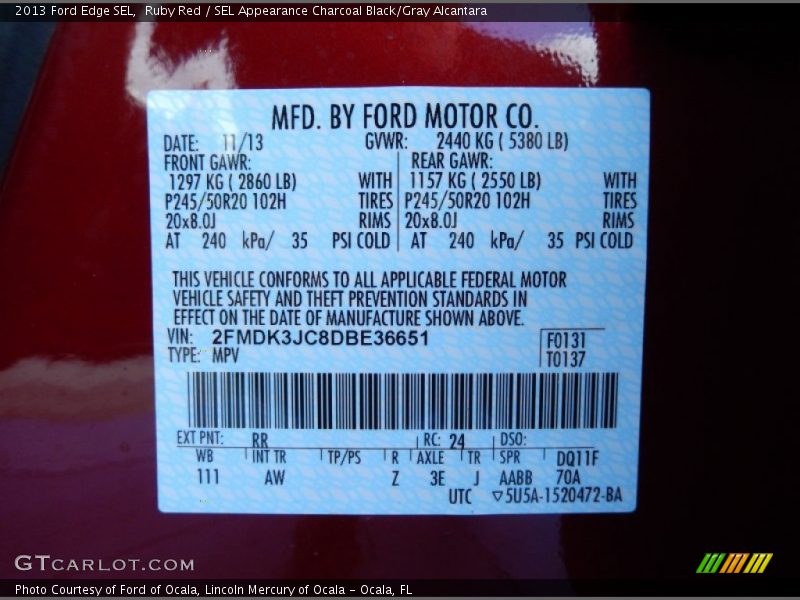 2013 Ford Edge SEL,  Ruby Red / SEL Appearance Charcoal Black/Gray Alcantara
MFD. BY FORD MOTOR CO.
DATE: 11/13 GVWR: 2440 KG ( 5380 LB)
FRONT GAWR: REAR GAWR:
1297 KG ( 2860 LB) WITH 1157 KG ( 2550 LB) WITH
P245/50R20 102H TIRES P245/50R20 102H TIRES
20x8.0J RIMS 20x8.0J RIMS
AT 240 kPa/ 35 PSI COLD AT 240 kPa/ 35 PSI COLD
THIS VEHICLE CONFORMS TO ALL APPLICABLE FEDERAL MOTOR
VEHICLE SAFETY AND THEFT PREVENTION STANDARDS IN
EFFECT ON THE DATE OF MANUFACTURE SHOWN ABOVE.
VIN: 2FMDK3JC8DBE36651 F0131
TYPE: MPV T0137
EXT PNT: RR RC: 24 DSO:
WB INT TR TP/PS R AXLE TR SPR DQ11F
111 AW Z 3E J AABB 70A
UTC ▽5U5A-1520472-BA
GTCARLOT.COM
Photo Courtesy of Ford of Ocala, Lincoln Mercury of Ocala - Ocala, FL